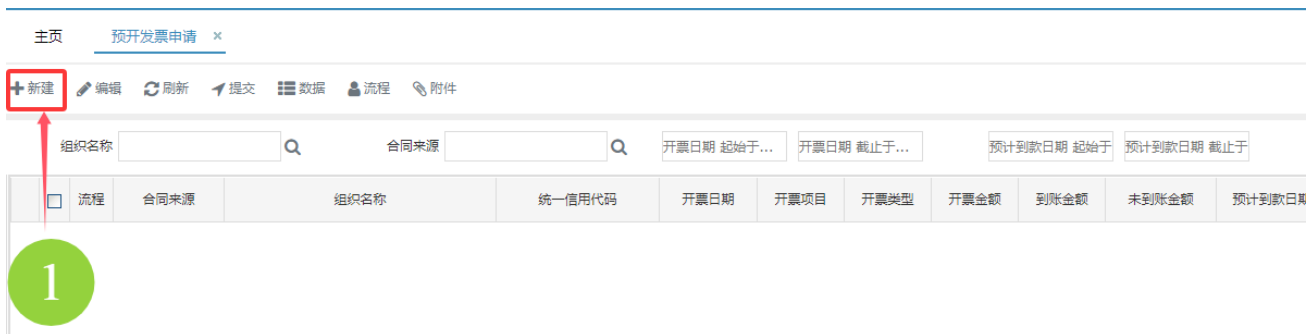 主页 预开发票申请 ×
新建 编辑 刷新 提交 数据 流程 附件
组织名称 合同来源 开票日期 起始于... 开票日期 截止于... 预计到款日期 起始于 预计到款日期 截止于
流程 合同来源 组织名称 统一信用代码 开票日期 开票项目 开票类型 开票金额 到账金额 未到账金额 预计到款日期
1